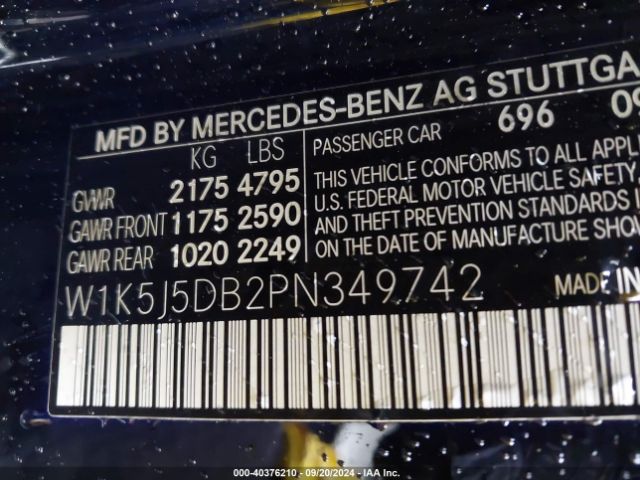 MFD BY MERCEDES-BENZ AG STUTTGA
KG LBS
GVWR 2175 4795
GAWR FRONT 1175 2590
GAWR REAR 1020 2249
PASSENGER CAR 696 09
THIS VEHICLE CONFORMS TO ALL APPL
U.S. FEDERAL MOTOR VEHICLE SAFETY,
AND THEFT PREVENTION STANDARDS
ON THE DATE OF MANUFACTURE SHO
W1K5J5DB2PN349742
MADE IN
000-40376210 - 09/20/2024 - IAA Inc.